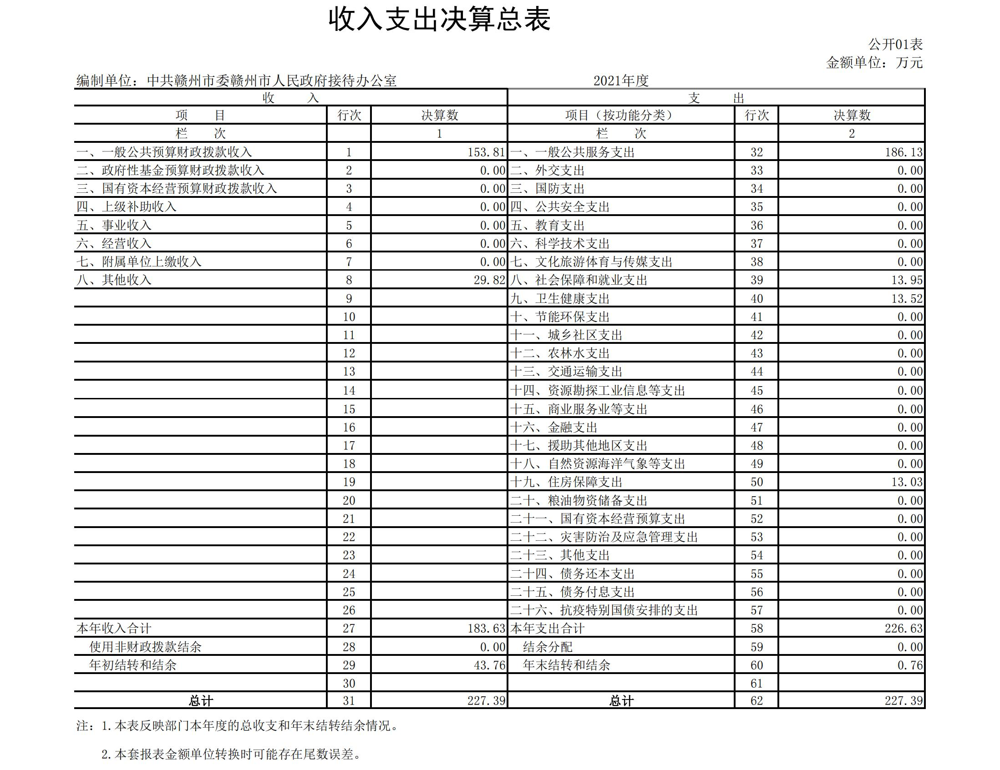 收入支出决算总表
公开01表
金额单位：万元
编制单位：中共赣州市委赣州市人民政府接待办公室 2021年度
收 入 支 出
项 目 行次 决算数 项目（按功能分类） 行次 决算数
栏 次 1 栏 次 2
一、一般公共预算财政拨款收入 1 153.81 一、一般公共服务支出 32 186.13
二、政府性基金预算财政拨款收入 2 0.00 二、外交支出 33 0.00
三、国有资本经营预算财政拨款收入 3 0.00 三、国防支出 34 0.00
四、上级补助收入 4 0.00 四、公共安全支出 35 0.00
五、事业收入 5 0.00 五、教育支出 36 0.00
六、经营收入 6 0.00 六、科学技术支出 37 0.00
七、附属单位上缴收入 7 0.00 七、文化旅游体育与传媒支出 38 0.00
八、其他收入 8 29.82 八、社会保障和就业支出 39 13.95
9 九、卫生健康支出 40 13.52
10 十、节能环保支出 41 0.00
11 十一、城乡社区支出 42 0.00
12 十二、农林水支出 43 0.00
13 十三、交通运输支出 44 0.00
14 十四、资源勘探工业信息等支出 45 0.00
15 十五、商业服务业等支出 46 0.00
16 十六、金融支出 47 0.00
17 十七、援助其他地区支出 48 0.00
18 十八、自然资源海洋气象等支出 49 0.00
19 十九、住房保障支出 50 13.03
20 二十、粮油物资储备支出 51 0.00
21 二十一、国有资本经营预算支出 52 0.00
22 二十二、灾害防治及应急管理支出 53 0.00
23 二十三、其他支出 54 0.00
24 二十四、债务还本支出 55 0.00
25 二十五、债务付息支出 56 0.00
26 二十六、抗疫特别国债安排的支出 57 0.00
本年收入合计 27 183.63 本年支出合计 58 226.63
使用非财政拨款结余 28 0.00 结余分配 59 0.00
年初结转和结余 29 43.76 年末结转和结余 60 0.76
30 61
总计 31 227.39 总计 62 227.39
注：1.本表反映部门本年度的总收支和年末结转结余情况。
2.本套报表金额单位转换时可能存在尾数误差。